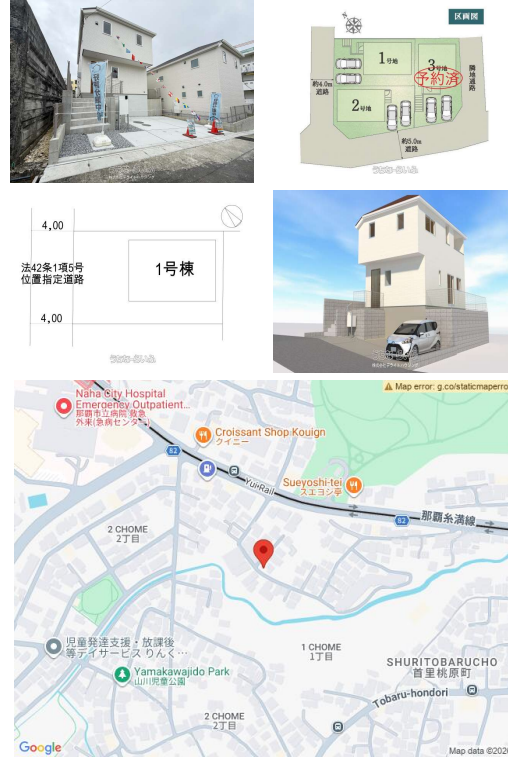 区画図
1号地
3号地
予約済
2号地
約4.0m
道路
隣地通路
約5.0m
道路
4,00
法42条1項5号
位置指定道路
1号棟
4,00
Map error: g.co/staticmaperro
Naha City Hospital
Emergency Outpatient...
那覇市立病院 救急
外来(急病センター)
Croissant Shop Kouign
クイニー
82
Yui-Rail
Sueyoshi-tei
スエヨシ亭
82
那覇糸満線
2 CHOME
2丁目
児童発達支援・放課後
等デイサービス りんく…
Yamakawajido Park
山川児童公園
1 CHOME
1丁目
SHURITOBARUCHO
首里桃原町
Tobaru-hondori
2 CHOME
2丁目
Google
Map data ©2026